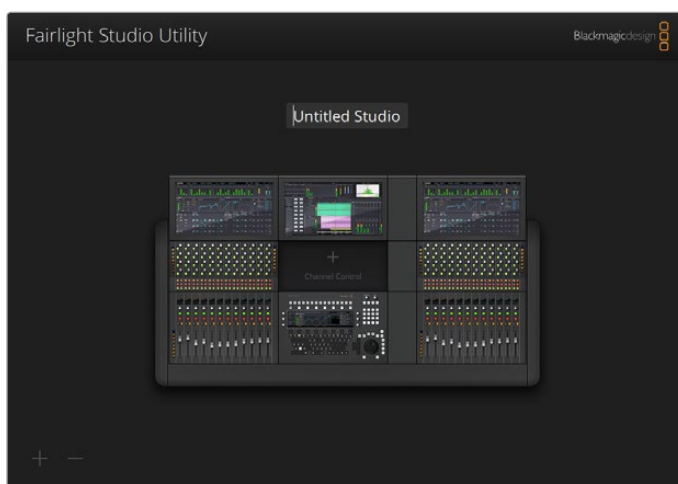 Fairlight Studio Utility
Blackmagicdesign
Untitled Studio
Channel Control